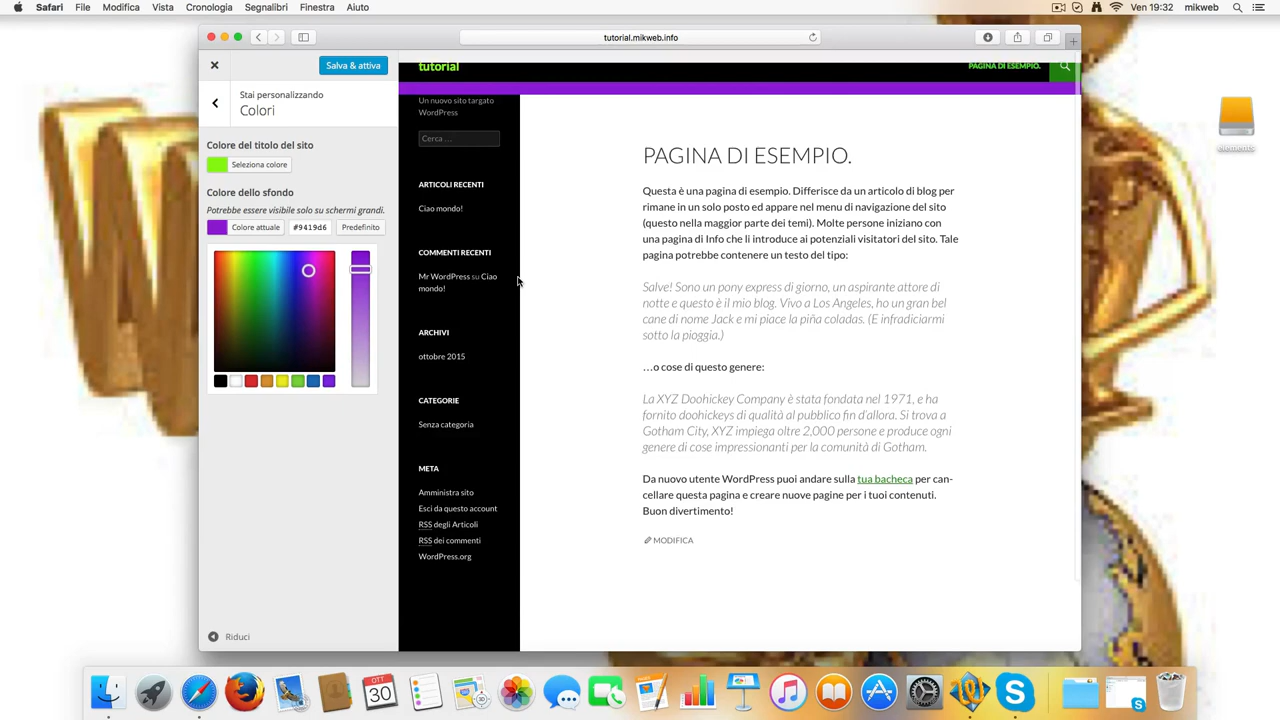 Safari File Modifica Vista Cronologia Segnalibri Finestra Aiuto Ven 19:32 mikweb
tutorial.mikweb.info
Salva & attiva
Stai personalizzando
Colori
Colore del titolo del sito
Seleziona colore
Colore dello sfondo
Potrebbe essere visibile solo su schermi grandi.
Colore attuale #9419d6 Predefinito
Riduci
tutorial PAGINA DI ESEMPIO.
Un nuovo sito targato
WordPress
Cerca …
ARTICOLI RECENTI
Ciao mondo!
COMMENTI RECENTI
Mr WordPress su Ciao
mondo!
ARCHIVI
ottobre 2015
CATEGORIE
Senza categoria
META
Amministra sito
Esci da questo account
RSS degli Articoli
RSS dei commenti
WordPress.org
PAGINA DI ESEMPIO.
Questa è una pagina di esempio. Differisce da un articolo di blog per
rimane in un solo posto ed appare nel menu di navigazione del sito
(questo nella maggior parte dei temi). Molte persone iniziano con
una pagina di Info che li introduce ai potenziali visitatori del sito. Tale
pagina potrebbe contenere un testo del tipo:
Salve! Sono un pony express di giorno, un aspirante attore di
notte e questo è il mio blog. Vivo a Los Angeles, ho un gran bel
cane di nome Jack e mi piace la piña coladas. (E infradiciarmi
sotto la pioggia.)
…o cose di questo genere:
La XYZ Doohickey Company è stata fondata nel 1971, e ha
fornito doohickeys di qualità al pubblico fin d'allora. Si trova a
Gotham City, XYZ impiega oltre 2,000 persone e produce ogni
genere di cose impressionanti per la comunità di Gotham.
Da nuovo utente WordPress puoi andare sulla tua bacheca per can-
cellare questa pagina e creare nuove pagine per i tuoi contenuti.
Buon divertimento!
MODIFICA
elements
OTT
30